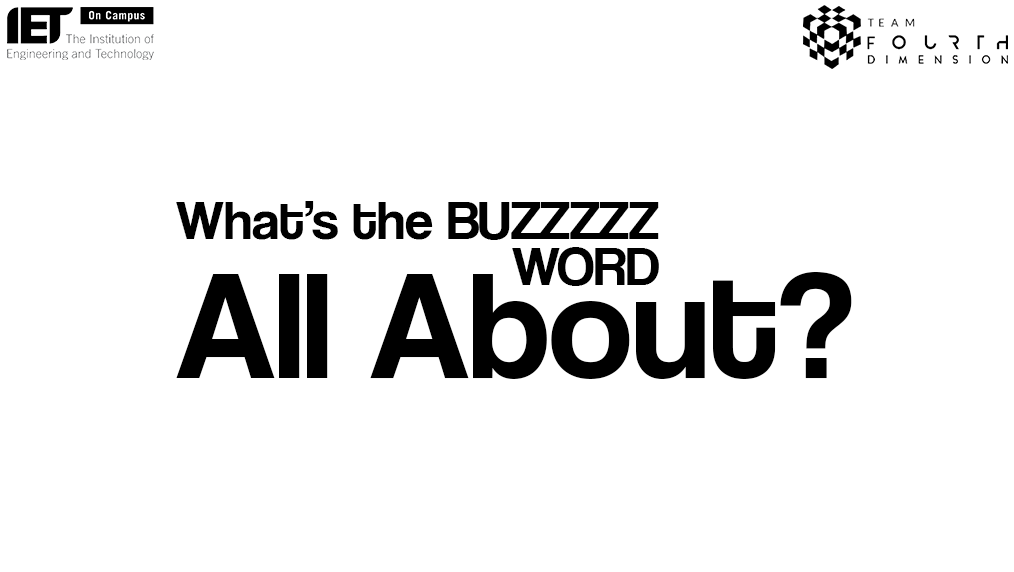 IET On Campus
The Institution of
Engineering and Technology
TEAM
FOURTH
DIMENSION
What's the BUZZZZZ
WORD
All About?